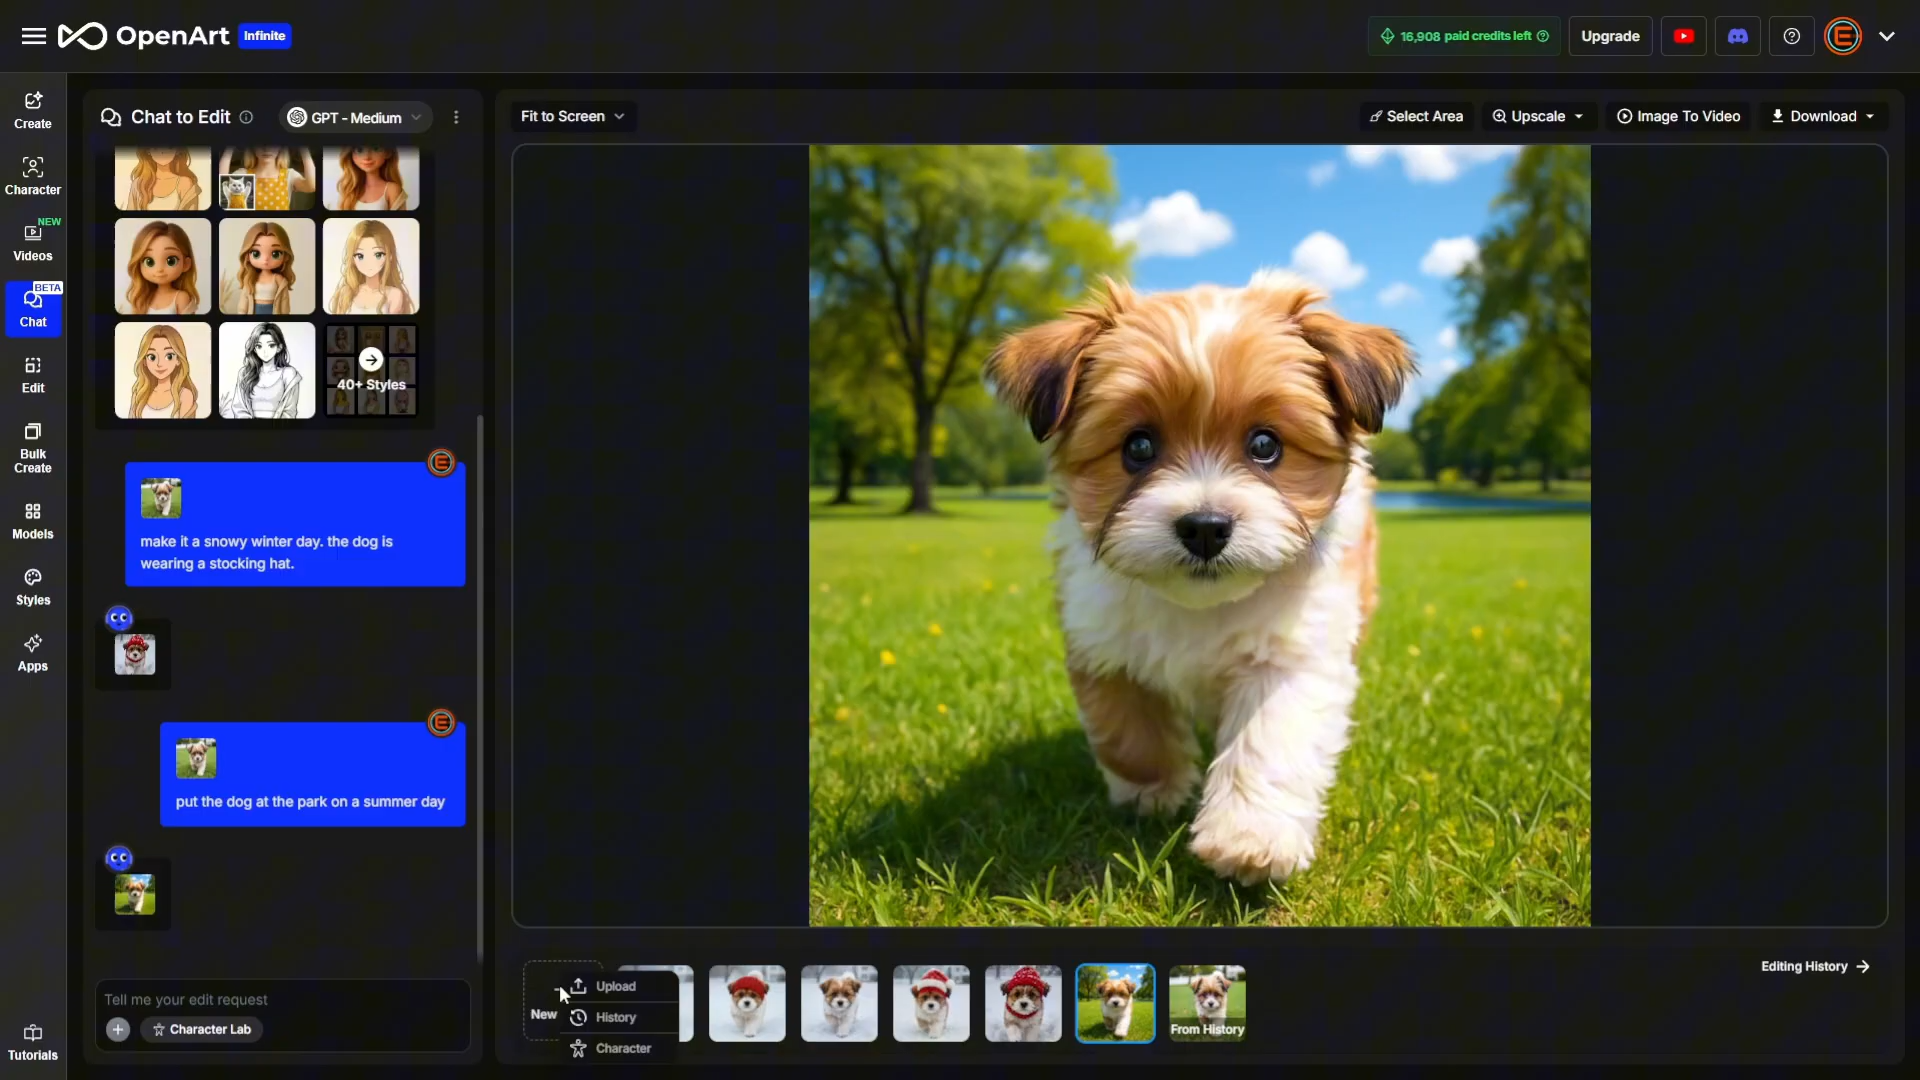 OpenArt Infinite
16,908 paid credits left
Upgrade
Create
Character
NEW
Videos
BETA
Chat
Edit
Bulk
Create
Models
Styles
Apps
Tutorials
Chat to Edit
GPT - Medium
40+ Styles
make it a snowy winter day. the dog is
wearing a stocking hat.
put the dog at the park on a summer day
Tell me your edit request
Character Lab
Fit to Screen
Select Area
Upscale
Image To Video
Download
New
Upload
History
Character
From History
Editing History